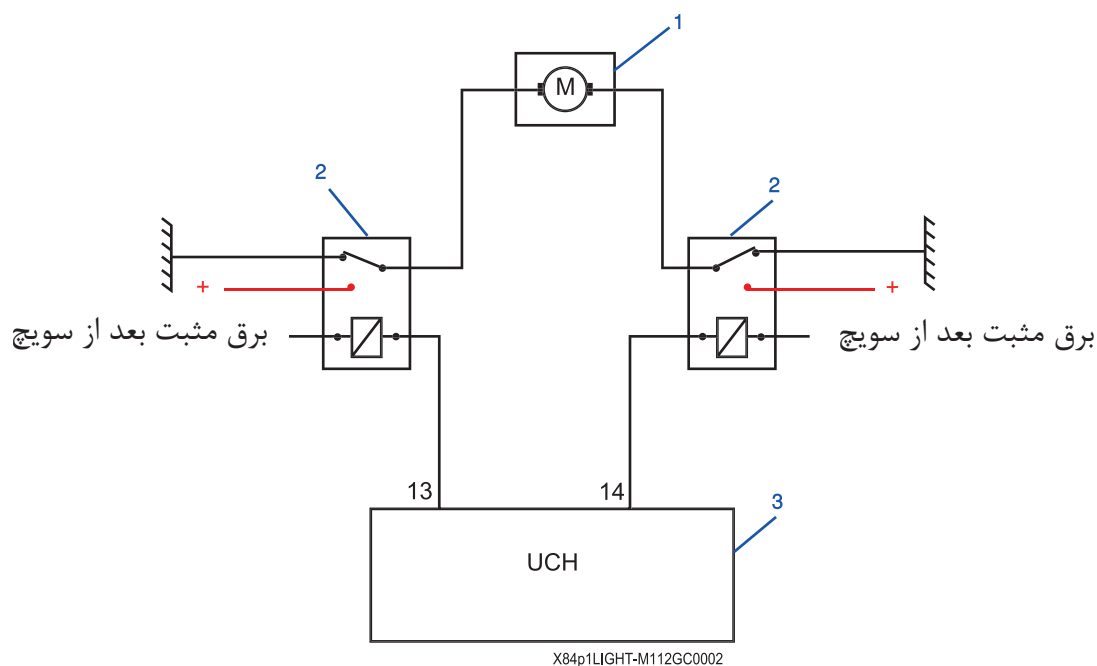 1
M
2
2
+
+
برق مثبت بعد از سویچ
برق مثبت بعد از سویچ
13
14
3
UCH
X84p1LIGHT-M112GC0002